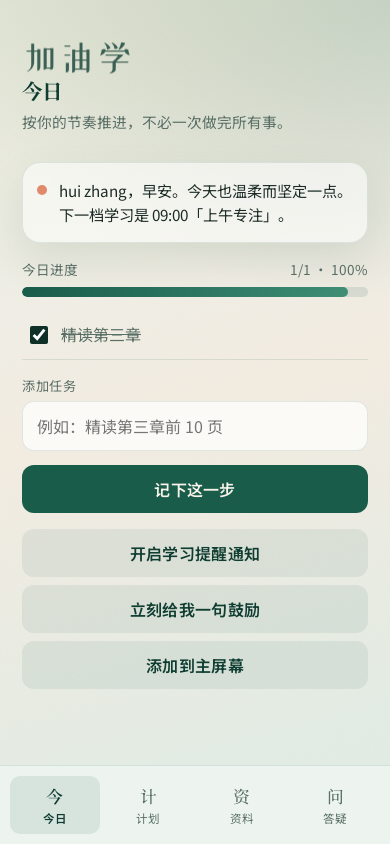 加油学
今日
按你的节奏推进，不必一次做完所有事。
hui zhang，早安。今天也温柔而坚定一点。
下一档学习是 09:00「上午专注」。
今日进度
1/1 · 100%
精读第三章
添加任务
例如：精读第三章前 10 页
记下这一步
开启学习提醒通知
立刻给我一句鼓励
添加到主屏幕
今 计 资 问
今日 计划 资料 答疑